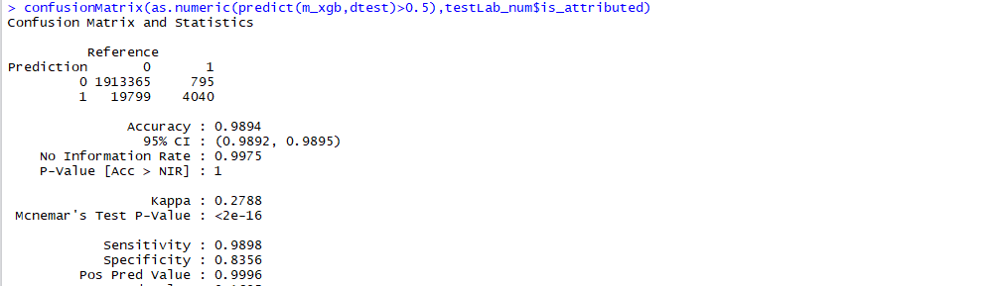 > confusionMatrix(as.numeric(predict(m_xgb,dtest)>0.5),testLab_num$is_attributed)
Confusion Matrix and Statistics
Reference
Prediction 0 1
0 1913365 795
1 19799 4040
Accuracy : 0.9894
95% CI : (0.9892, 0.9895)
No Information Rate : 0.9975
P-Value [Acc > NIR] : 1
Kappa : 0.2788
Mcnemar's Test P-Value : <2e-16
Sensitivity : 0.9898
Specificity : 0.8356
Pos Pred Value : 0.9996